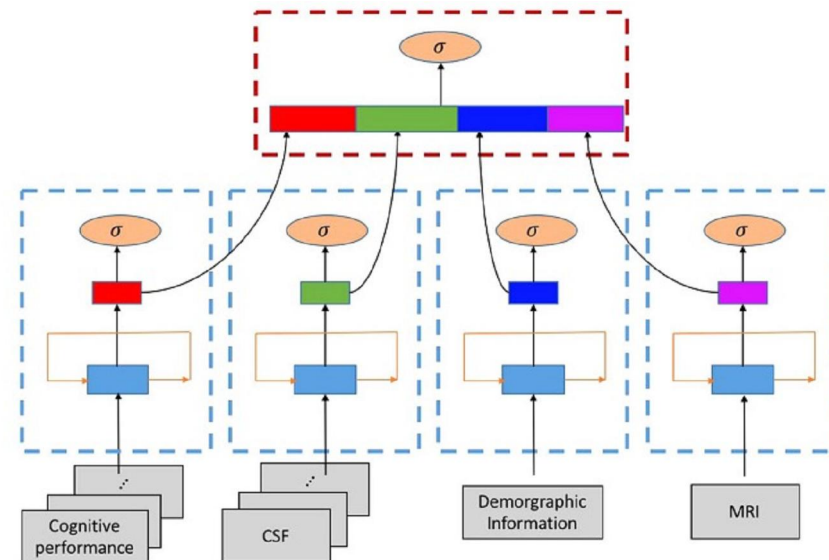 σ
σ
σ
σ
σ
Cognitive
performance
CSF
Demorgraphic
Information
MRI